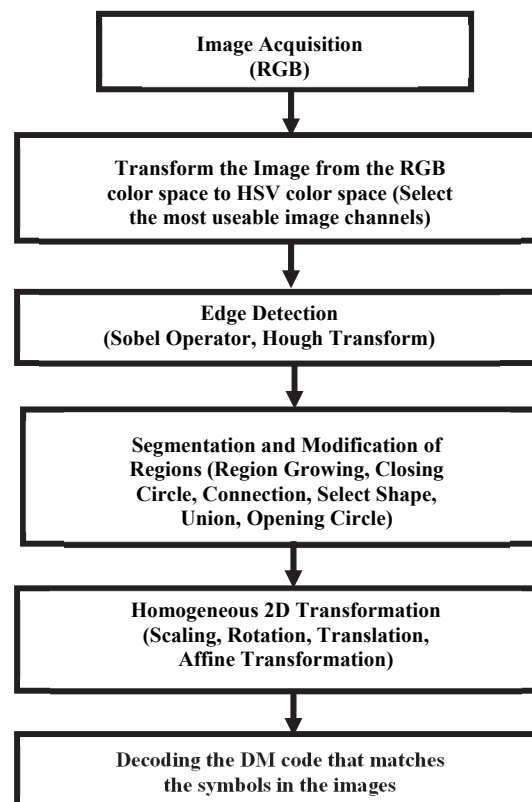 Image Acquisition
(RGB)
Transform the Image from the RGB
color space to HSV color space (Select
the most useable image channels)
Edge Detection
(Sobel Operator, Hough Transform)
Segmentation and Modification of
Regions (Region Growing, Closing
Circle, Connection, Select Shape,
Union, Opening Circle)
Homogeneous 2D Transformation
(Scaling, Rotation, Translation,
Affine Transformation)
Decoding the DM code that matches
the symbols in the images